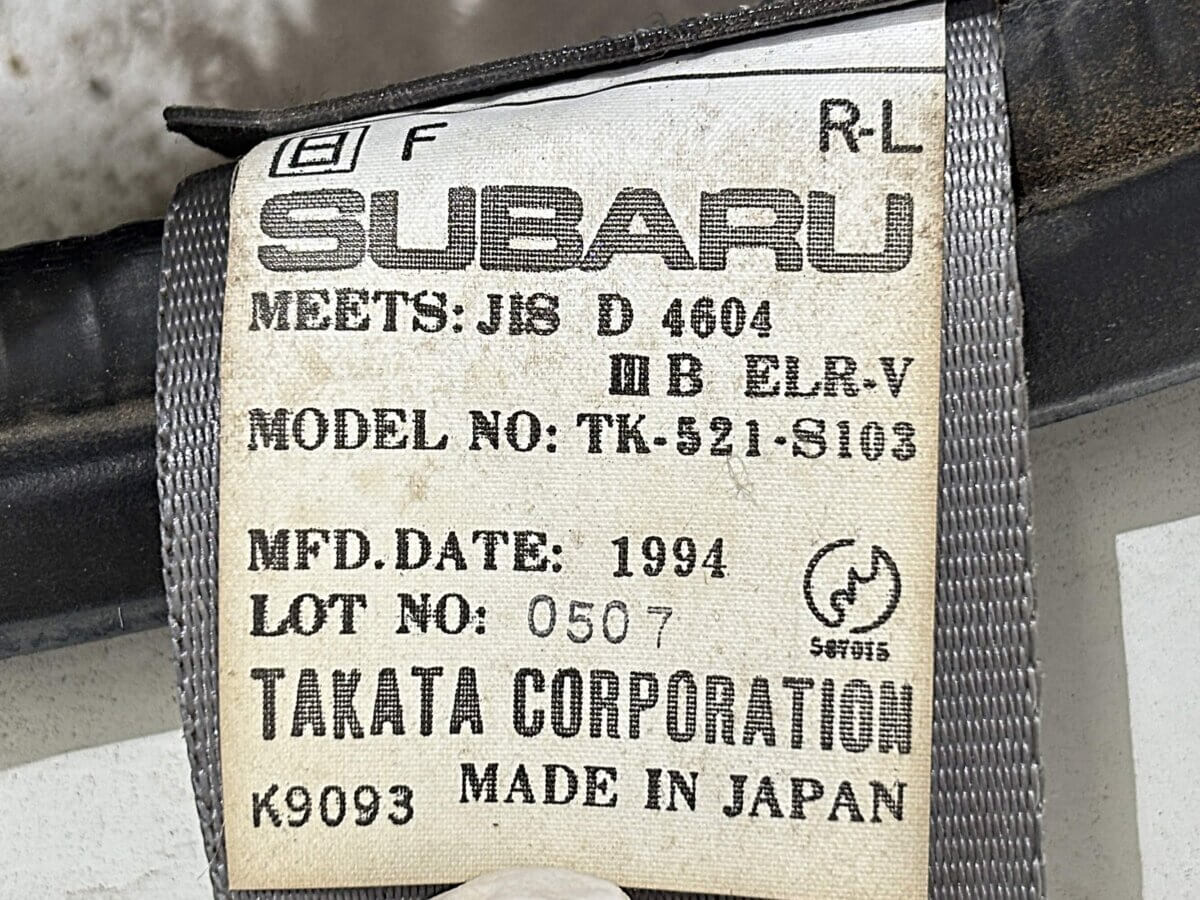 日 F R-L
SUBARU
MEETS: JIS D 4604
III B ELR-V
MODEL NO: TK-521-S103
MFD. DATE: 1994
LOT NO: 0507
TAKATA CORPORATION
K9093 MADE IN JAPAN